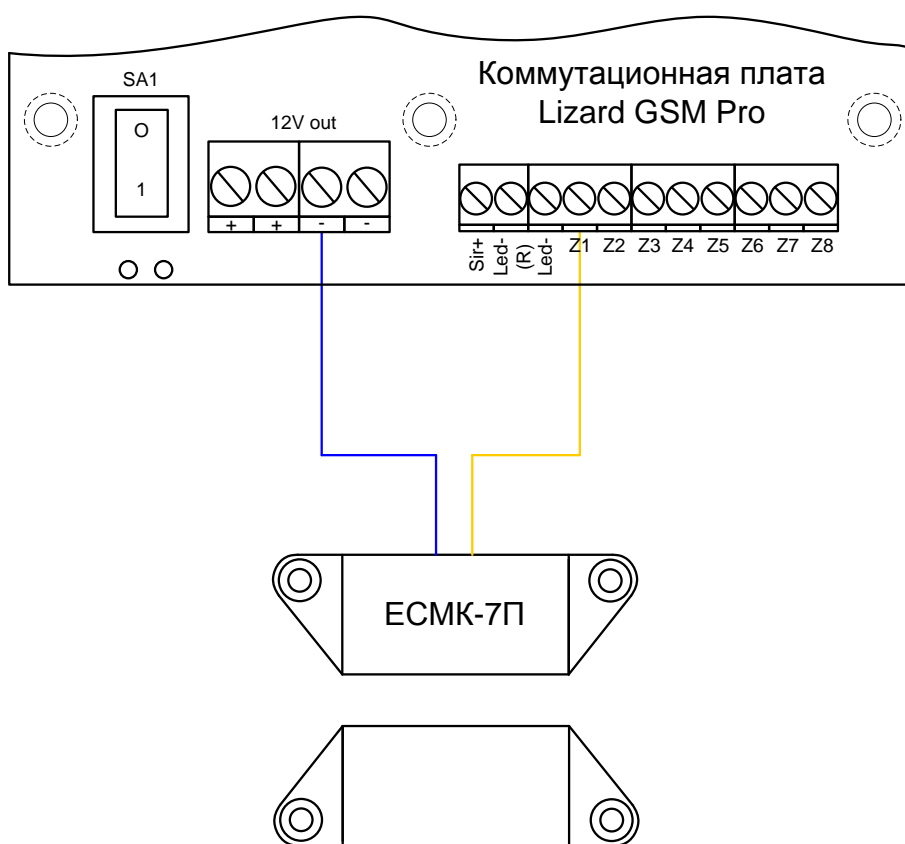 SA1
O
1
12V out
+ + - -
Коммутационная плата
Lizard GSM Pro
Sir+ Led- (R) Led- Z1 Z2 Z3 Z4 Z5 Z6 Z7 Z8
ЕСМК-7П